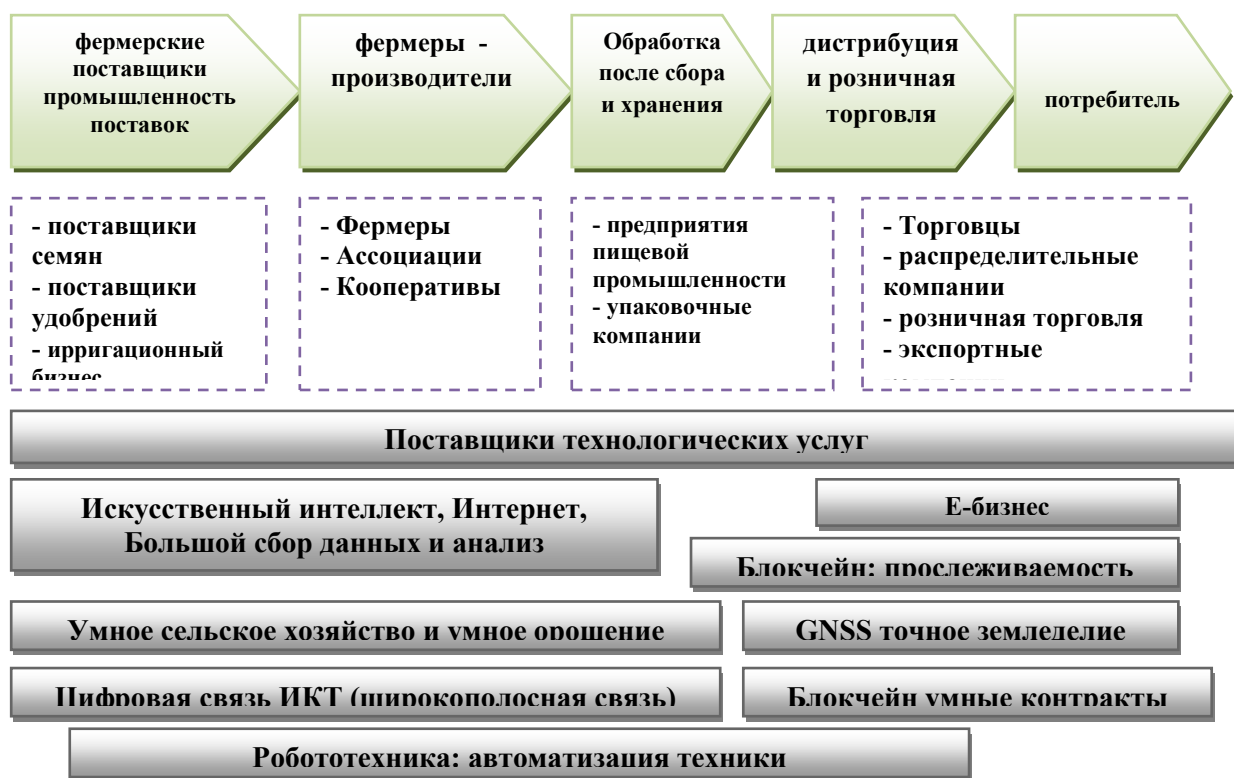 фермерские
поставщики
промышленность
поставок
фермеры -
производители
Обработка
после сбора
и хранения
дистрибуция
и розничная
торговля
потребитель
- поставщики
семян
- поставщики
удобрений
- ирригационный
бизнес
- Фермеры
- Ассоциации
- Кооперативы
- предприятия
пищевой
промышленности
- упаковочные
компании
- Торговцы
- распределительные
компании
- розничная торговля
- экспортные
Поставщики технологических услуг
Искусственный интеллект, Интернет,
Большой сбор данных и анализ
Е-бизнес
Блокчейн: прослеживаемость
Умное сельское хозяйство и умное орошение
GNSS точное земледелие
Цифровая связь ИКТ (широкополосная связь)
Блокчейн умные контракты
Робототехника: автоматизация техники